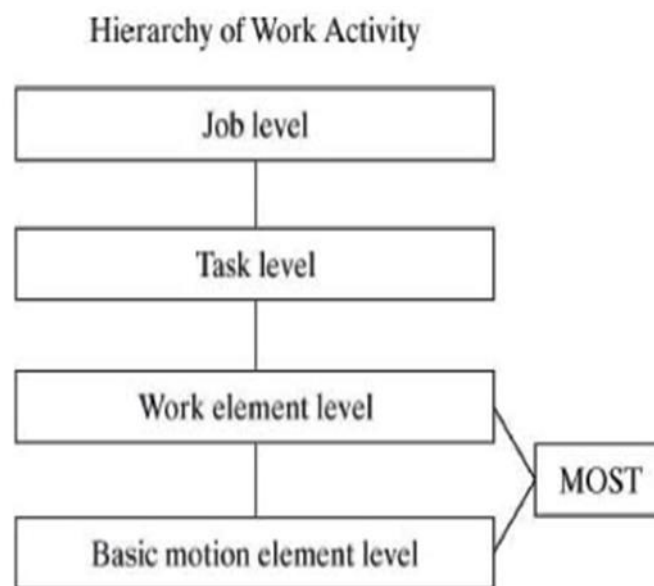 Hierarchy of Work Activity
Job level
Task level
Work element level
MOST
Basic motion element level